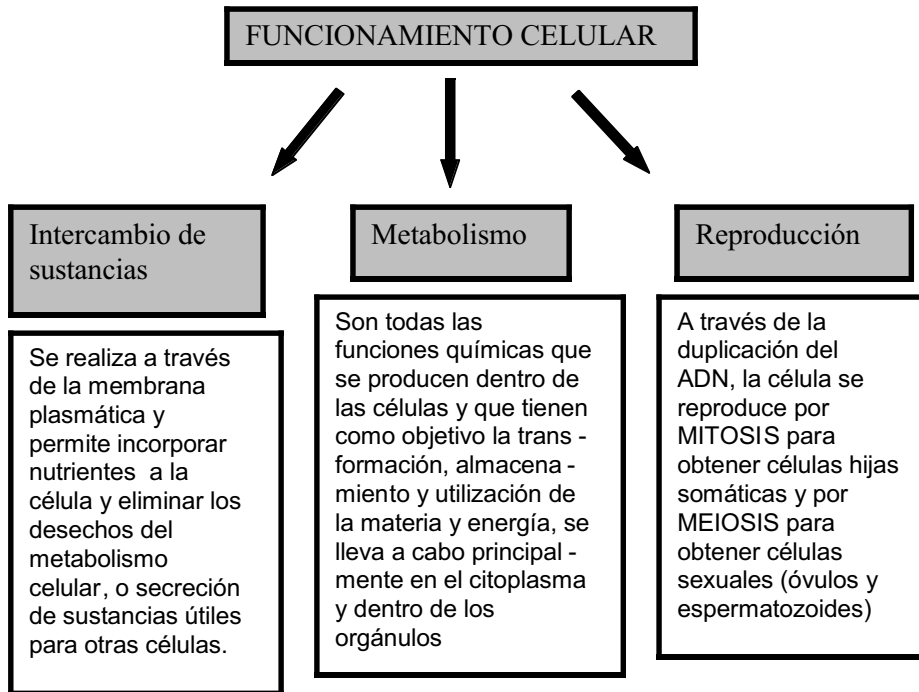 FUNCIONAMIENTO CELULAR
Intercambio de
sustancias
Se realiza a través
de la membrana
plasmática y
permite incorporar
nutrientes a la
célula y eliminar los
desechos del
metabolismo
celular, o secreción
de sustancias útiles
para otras células.
Metabolismo
Son todas las
funciones químicas que
se producen dentro de
las células y que tienen
como objetivo la trans -
formación, almacena -
miento y utilización de
la materia y energía, se
lleva a cabo principal -
mente en el citoplasma
y dentro de los
orgánulos
Reproducción
A través de la
duplicación del
ADN, la célula se
reproduce por
MITOSIS para
obtener células hijas
somáticas y por
MEIOSIS para
obtener células
sexuales (óvulos y
espermatozoides)